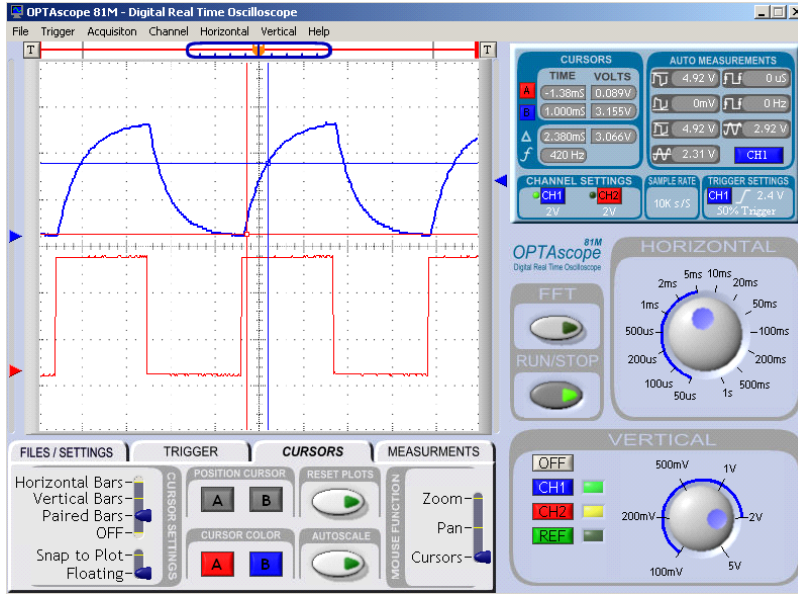 OPTAscope 81M - Digital Real Time Oscilloscope
File Trigger Acquisiton Channel Horizontal Vertical Help
T T
CURSORS
TIME VOLTS
A -1.38mS 0.089V
B 1.000mS 3.155V
Δ 2.380mS 3.066V
f 420 Hz
AUTO MEASUREMENTS
4.92 V 0 uS
0mV 0 Hz
4.92 V 2.92 V
2.31 V CH1
CHANNEL SETTINGS
CH1 CH2
2V 2V
SAMPLE RATE
10K s/S
TRIGGER SETTINGS
CH1 2.4 V
50% Trigger
81M
OPTAscope
Digital Real Time Oscilloscope
FFT
RUN/STOP
HORIZONTAL
5ms 10ms
2ms 20ms
1ms 50ms
500us 100ms
200us 200ms
100us 500ms
50us 1s
FILES / SETTINGS TRIGGER CURSORS MEASURMENTS
Horizontal Bars
Vertical Bars
Paired Bars
OFF
Snap to Plot
Floating
CURSOR SETTINGS
POSITION CURSOR
A B
CURSOR COLOR
A B
RESET PLOTS
AUTOSCALE
MOUSE FUNCTION
Zoom
Pan
Cursors
VERTICAL
OFF
CH1
CH2
REF
500mV 1V
200mV 2V
100mV 5V